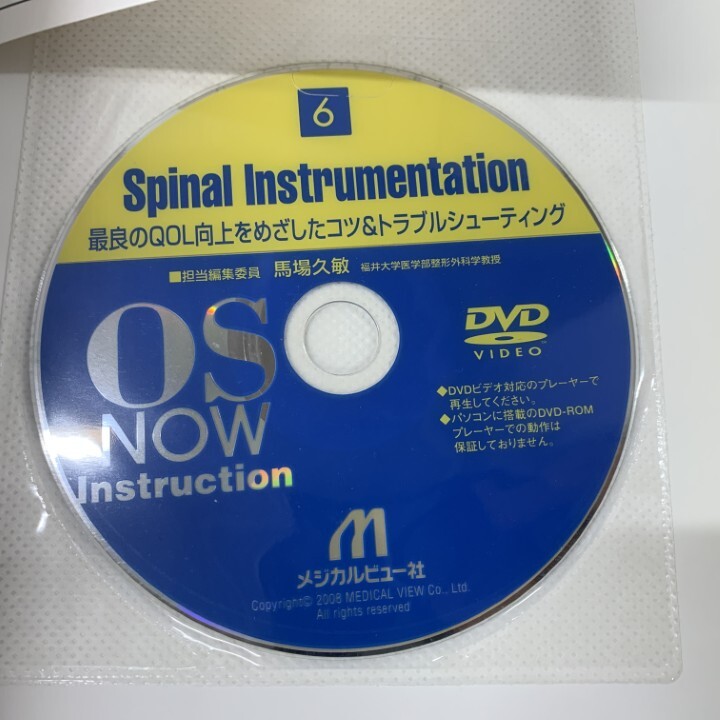 6
Spinal Instrumentation
最良のQOL向上をめざしたコツ&トラブルシューティング
■担当編集委員 馬場久敏 福井大学医学部整形外科学教授
OS
NOW
Instruction
DVD
VIDEO
◆DVDビデオ対応のプレーヤーで
再生してください。
◆パソコンに搭載のDVD-ROM
プレーヤーでの動作は
保証しておりません。
メジカルビュー社
Copyright© 2008 MEDICAL VIEW Co., Ltd.
All rights reserved